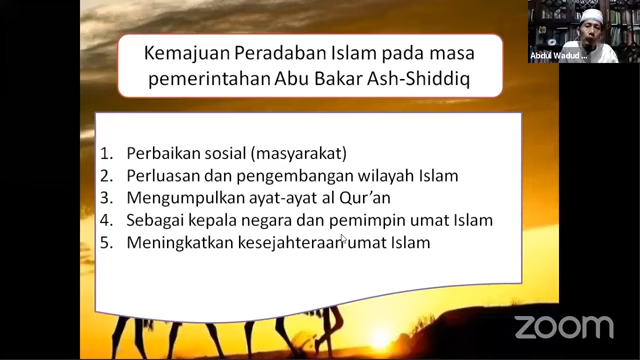 Kemajuan Peradaban Islam pada masa
pemerintahan Abu Bakar Ash-Shiddiq
1. Perbaikan sosial (masyarakat)
2. Perluasan dan pengembangan wilayah Islam
3. Mengumpulkan ayat-ayat al Qur'an
4. Sebagai kepala negara dan pemimpin umat Islam
5. Meningkatkan kesejahteraan umat Islam
Abdul Wadud ...
zoom